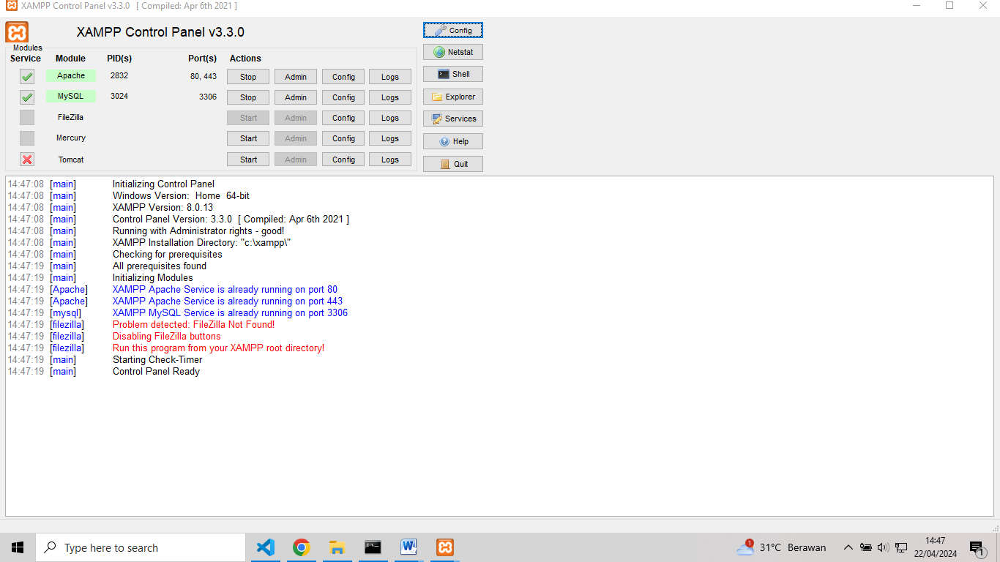 XAMPP Control Panel v3.3.0 [ Compiled: Apr 6th 2021 ]
XAMPP Control Panel v3.3.0
Config
Modules
Service Module PID(s) Port(s) Actions
Netstat
Apache 2832 80, 443 Stop Admin Config Logs
Shell
MySQL 3024 3306 Stop Admin Config Logs
Explorer
FileZilla Start Admin Config Logs
Services
Mercury Start Admin Config Logs
Help
Tomcat Start Admin Config Logs
Quit
14:47:08 [main] Initializing Control Panel
14:47:08 [main] Windows Version: Home 64-bit
14:47:08 [main] XAMPP Version: 8.0.13
14:47:08 [main] Control Panel Version: 3.3.0 [ Compiled: Apr 6th 2021 ]
14:47:08 [main] Running with Administrator rights - good!
14:47:08 [main] XAMPP Installation Directory: "c:\xampp\"
14:47:08 [main] Checking for prerequisites
14:47:19 [main] All prerequisites found
14:47:19 [main] Initializing Modules
14:47:19 [Apache] XAMPP Apache Service is already running on port 80
14:47:19 [Apache] XAMPP Apache Service is already running on port 443
14:47:19 [mysql] XAMPP MySQL Service is already running on port 3306
14:47:19 [filezilla] Problem detected: FileZilla Not Found!
14:47:19 [filezilla] Disabling FileZilla buttons
14:47:19 [filezilla] Run this program from your XAMPP root directory!
14:47:19 [main] Starting Check-Timer
14:47:19 [main] Control Panel Ready
Type here to search
1
31°C Berawan
14:47
22/04/2024
1